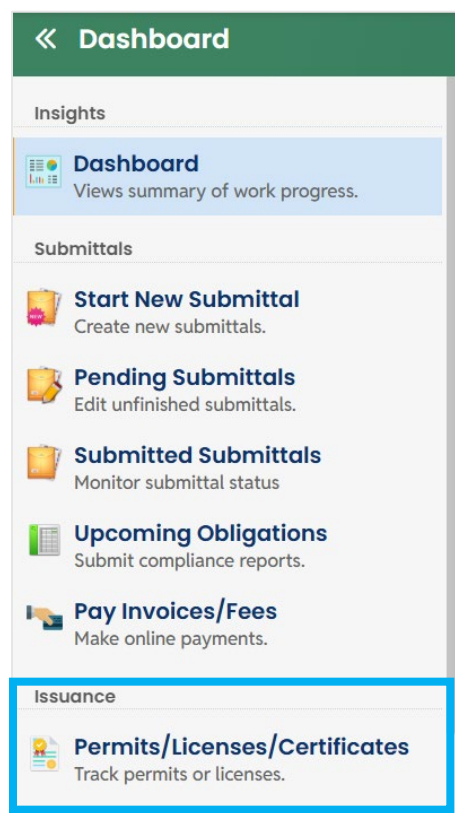 « Dashboard
Insights
Dashboard
Views summary of work progress.
Submittals
Start New Submittal
Create new submittals.
Pending Submittals
Edit unfinished submittals.
Submitted Submittals
Monitor submittal status
Upcoming Obligations
Submit compliance reports.
Pay Invoices/Fees
Make online payments.
Issuance
Permits/Licenses/Certificates
Track permits or licenses.